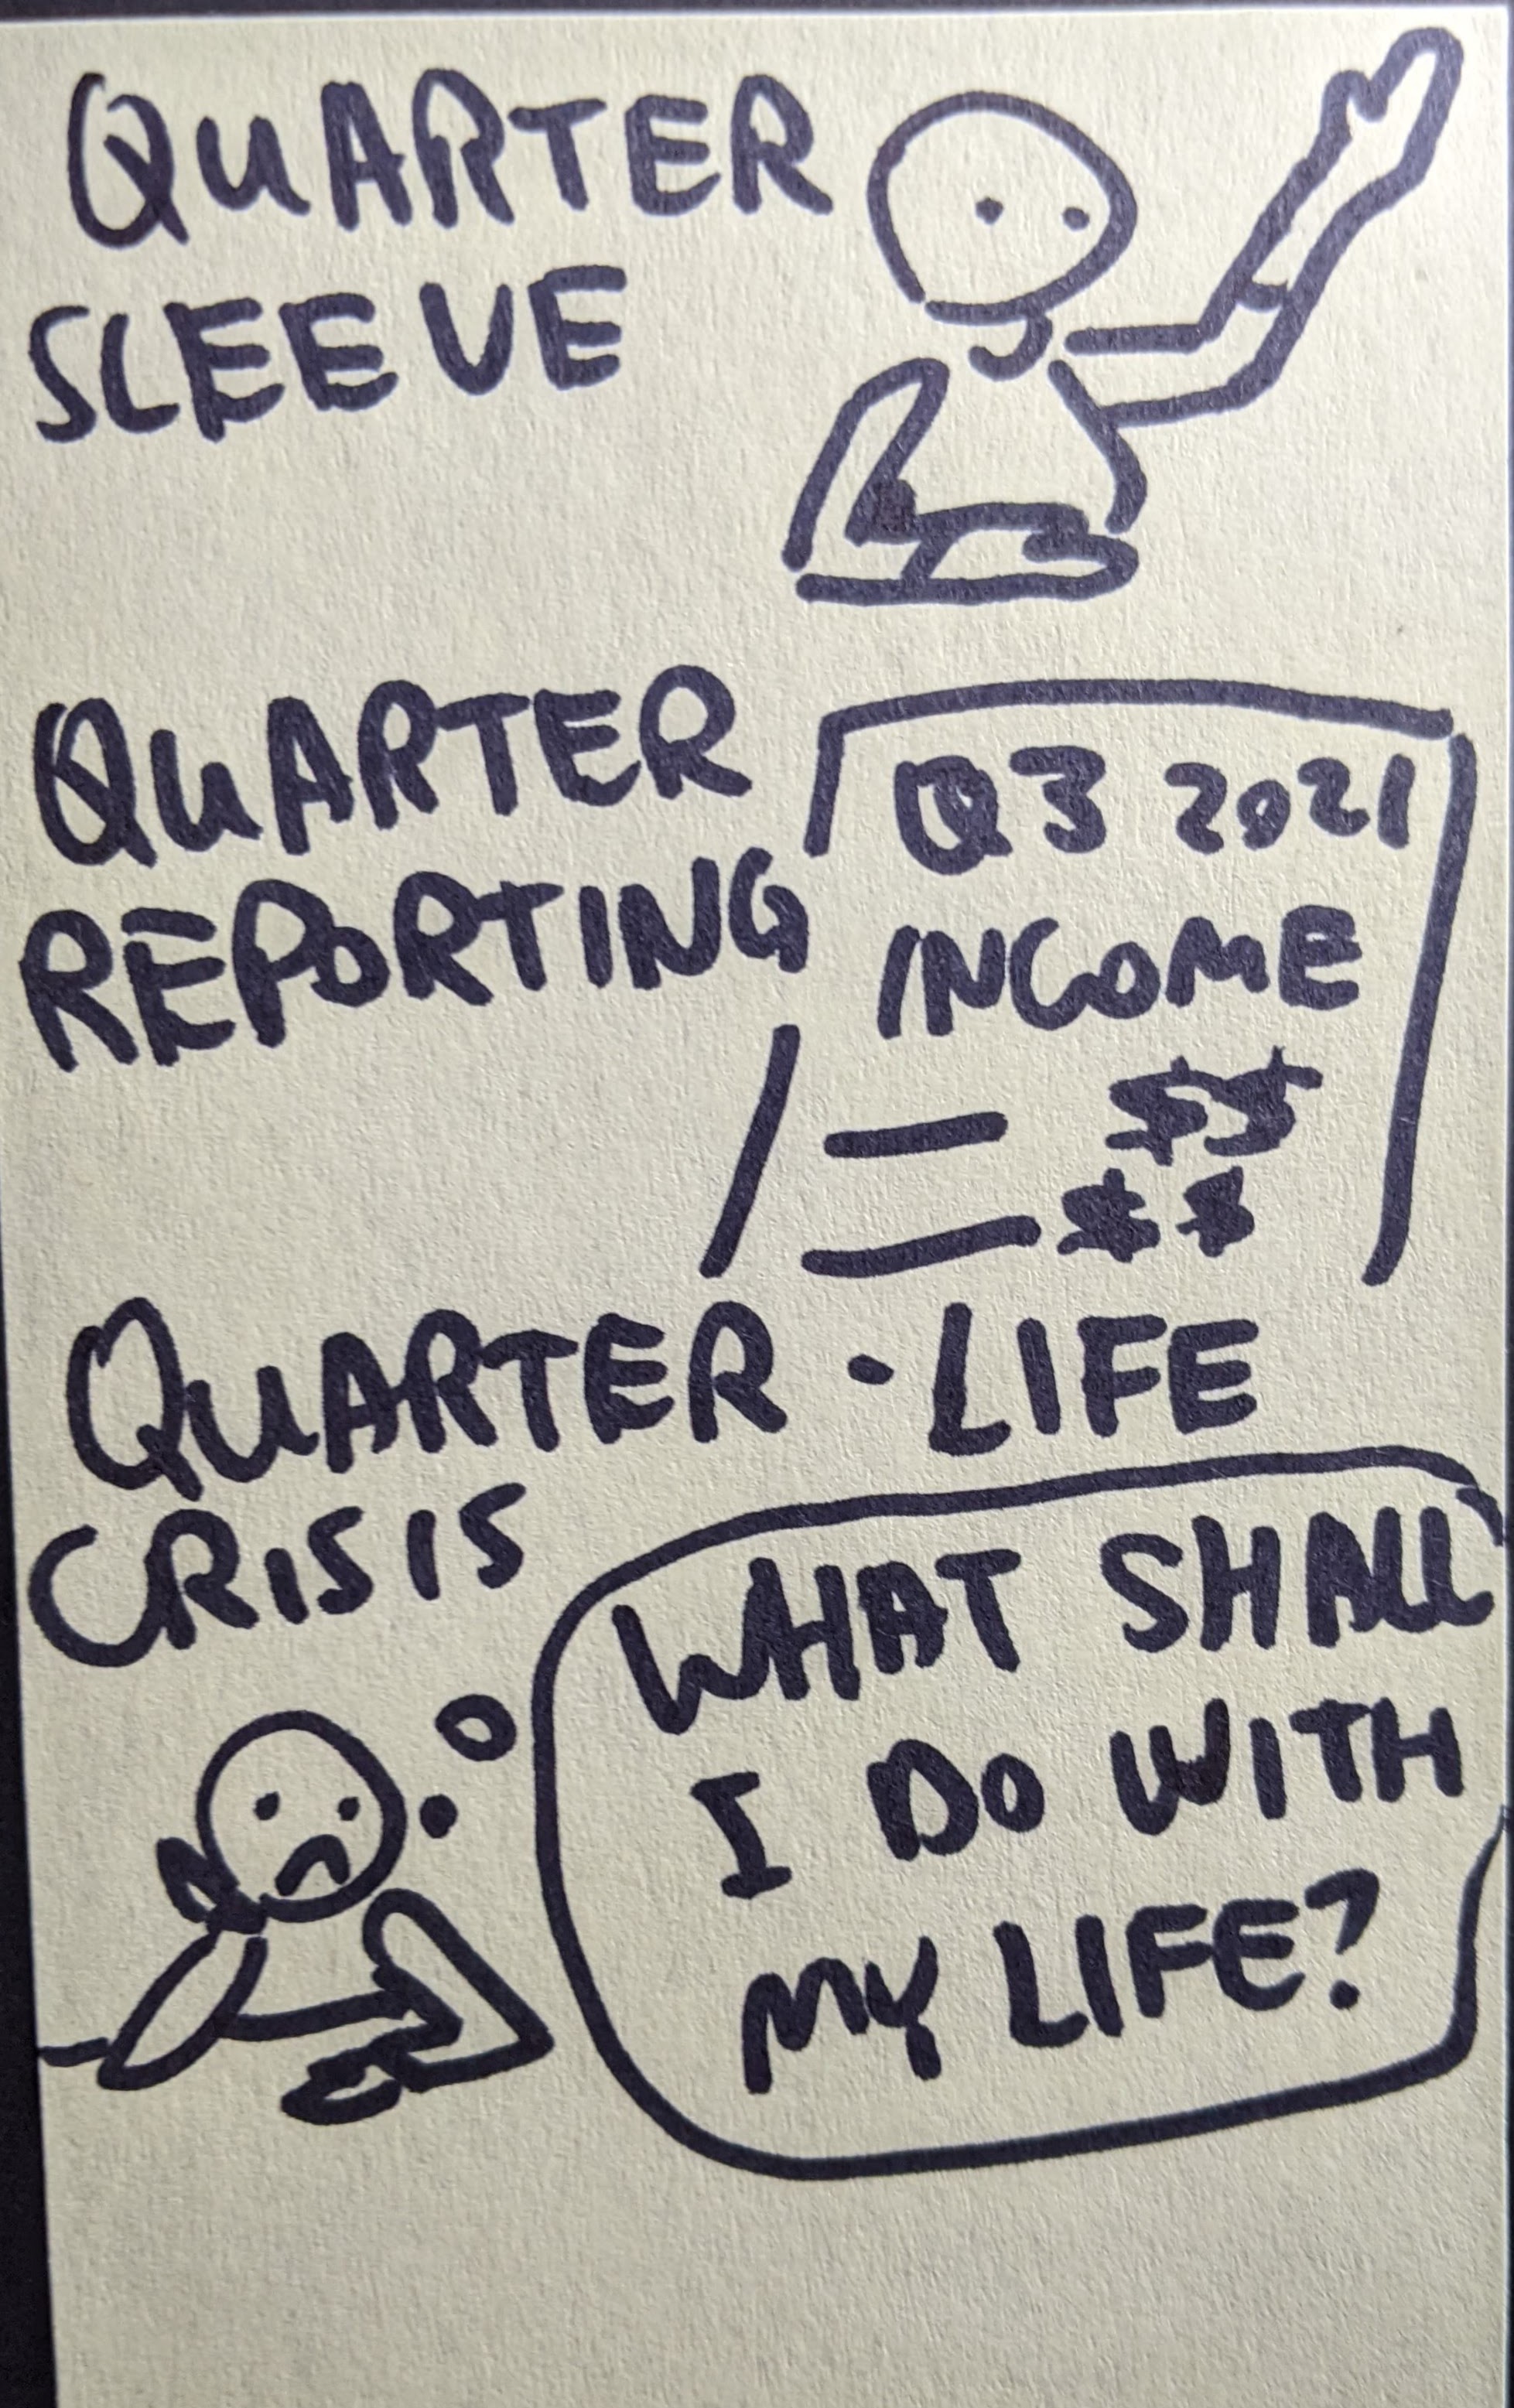 QUARTER
SLEEVE
QUARTER
REPORTING
Q3 2021
INCOME
$$
$$
QUARTER-LIFE
CRISIS
WHAT SHALL
I DO WITH
MY LIFE?